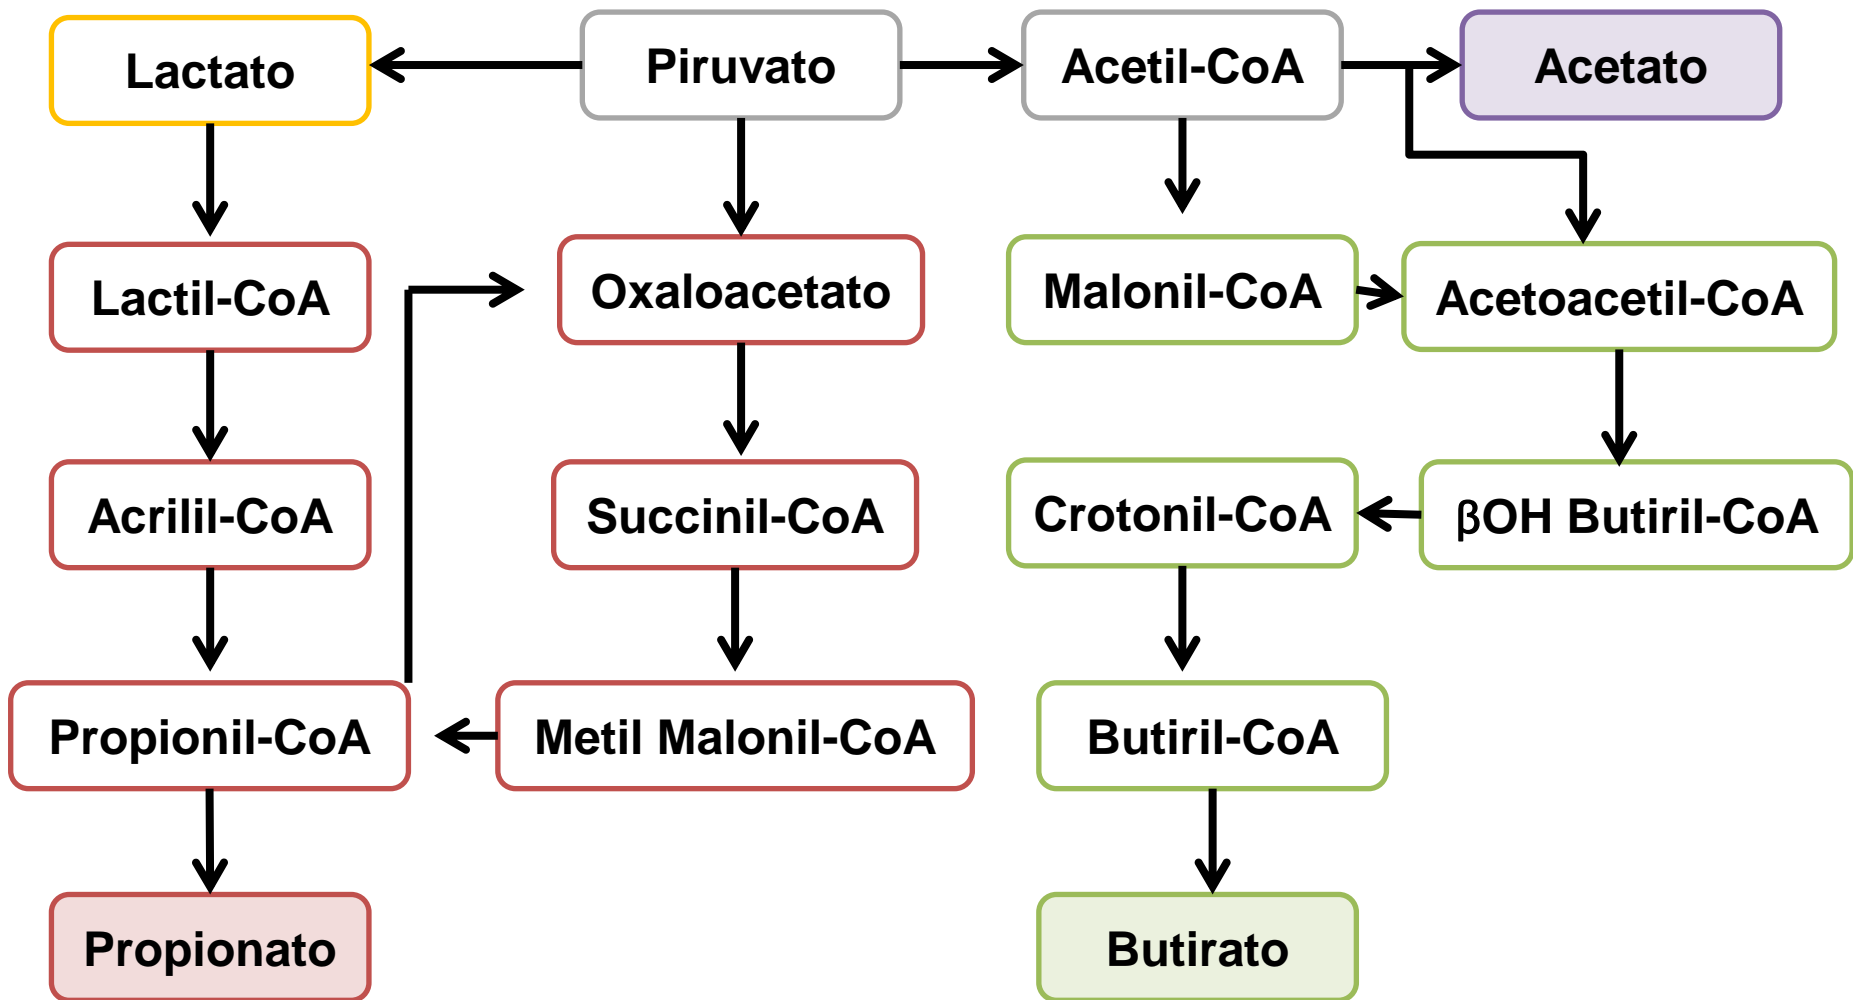 Lactato
Piruvato
Acetil-CoA
Acetato
Lactil-CoA
Oxaloacetato
Malonil-CoA
Acetoacetil-CoA
Acrilil-CoA
Succinil-CoA
Crotonil-CoA
βOH Butiril-CoA
Propionil-CoA
Metil Malonil-CoA
Butiril-CoA
Propionato
Butirato